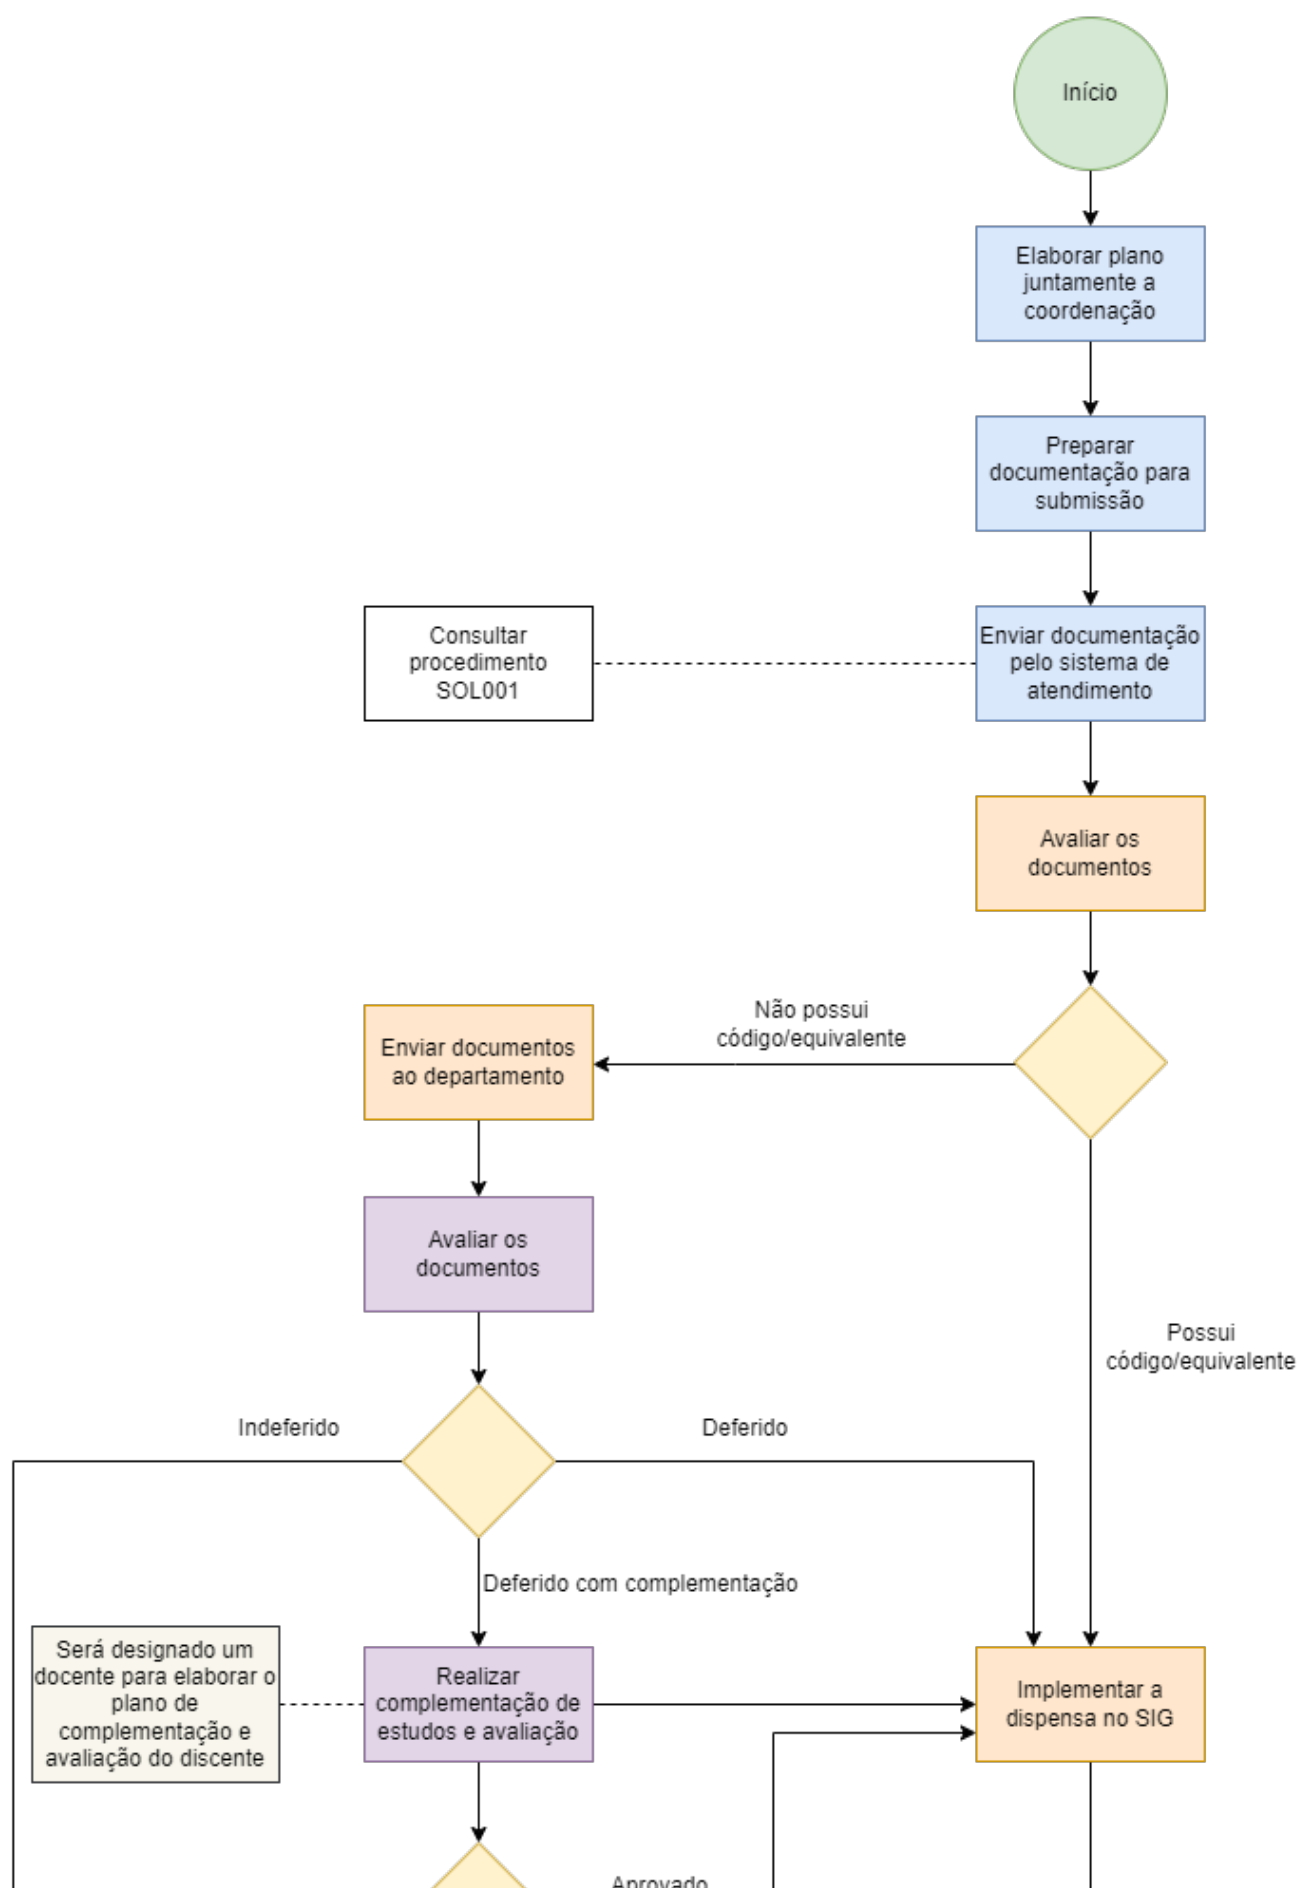 Início
Elaborar plano
juntamente a
coordenação
Preparar
documentação para
submissão
Consultar
procedimento
SOL001
Enviar documentação
pelo sistema de
atendimento
Avaliar os
documentos
Não possui
código/equivalente
Enviar documentos
ao departamento
Avaliar os
documentos
Possui
código/equivalente
Indeferido
Deferido
Deferido com complementação
Será designado um
docente para elaborar o
plano de
complementação e
avaliação do discente
Realizar
complementação de
estudos e avaliação
Implementar a
dispensa no SIG
Aprovado